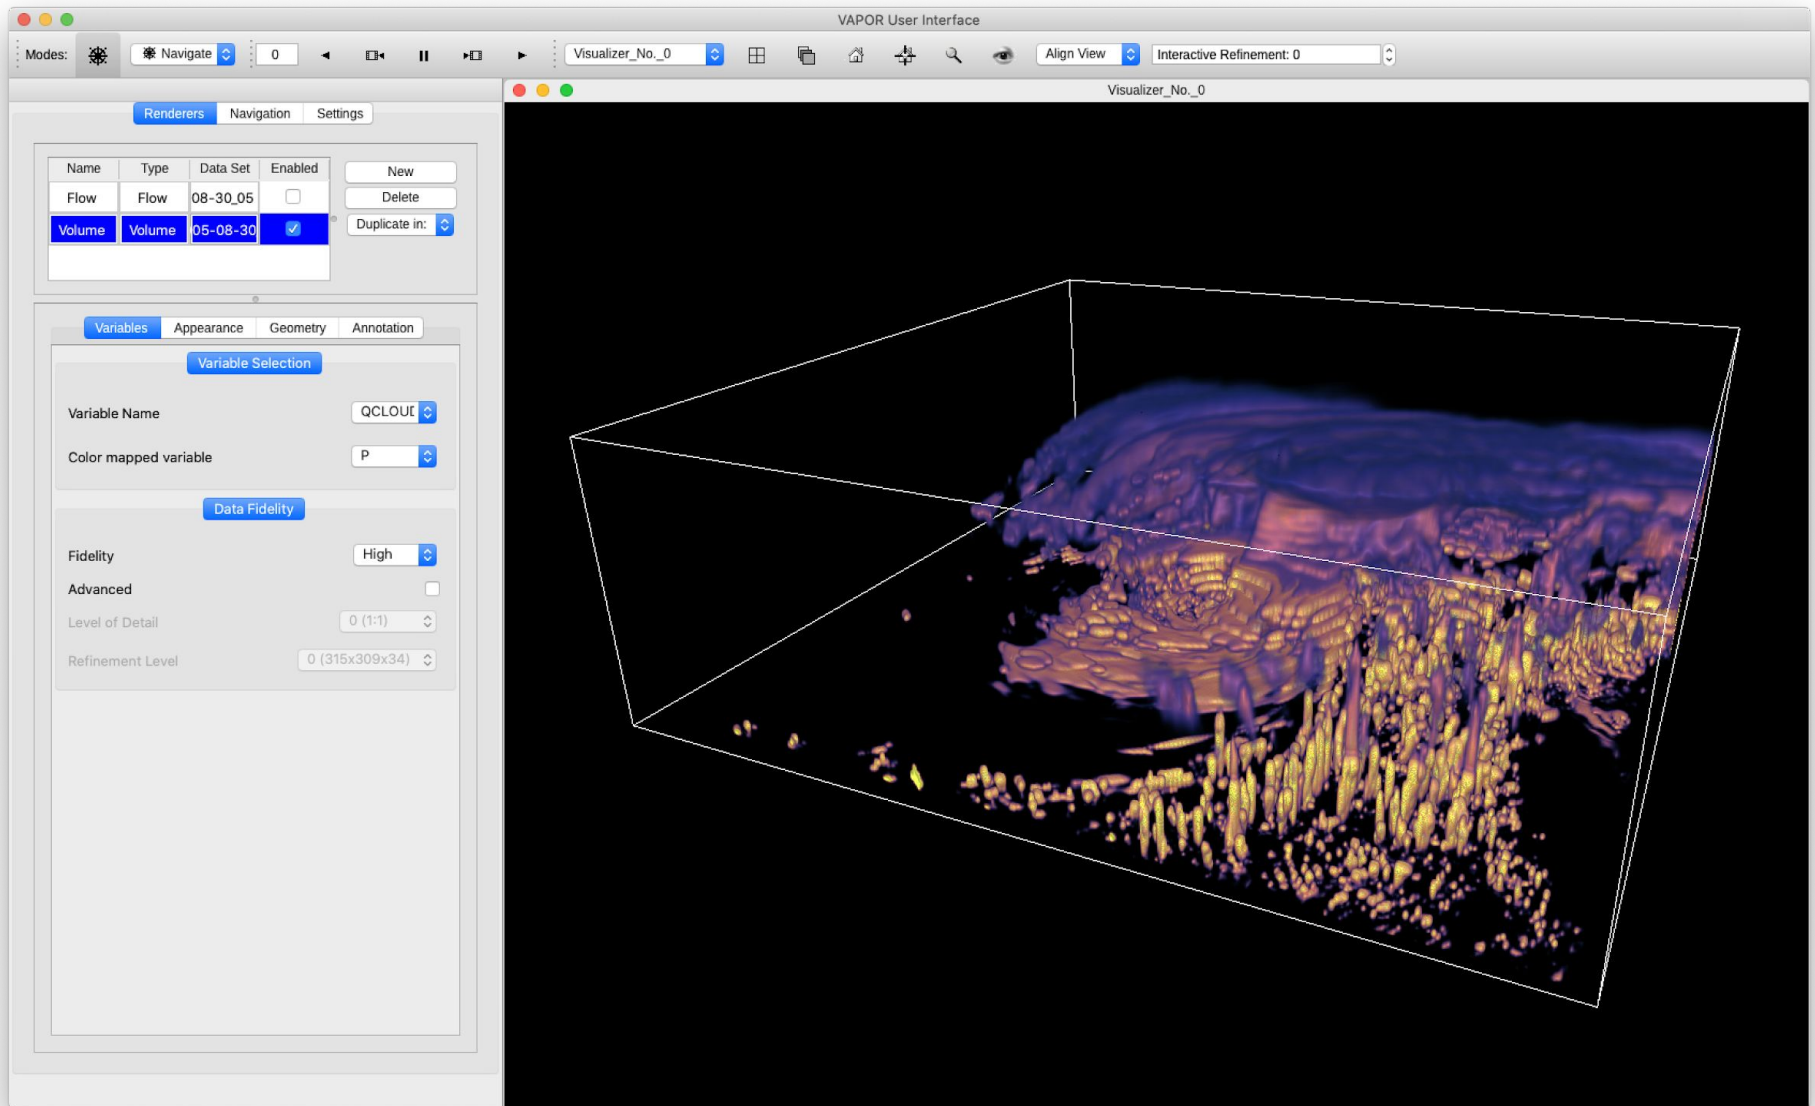 VAPOR User Interface
Modes: Navigate 0 Visualizer_No._0 Align View Interactive Refinement: 0
Visualizer_No._0
Renderers Navigation Settings
Name Type Data Set Enabled
Flow Flow 08-30_05
Volume Volume 05-08-30
New
Delete
Duplicate in:
Variables Appearance Geometry Annotation
Variable Selection
Variable Name QCLOUD
Color mapped variable P
Data Fidelity
Fidelity High
Advanced
Level of Detail 0 (1:1)
Refinement Level 0 (315x309x34)